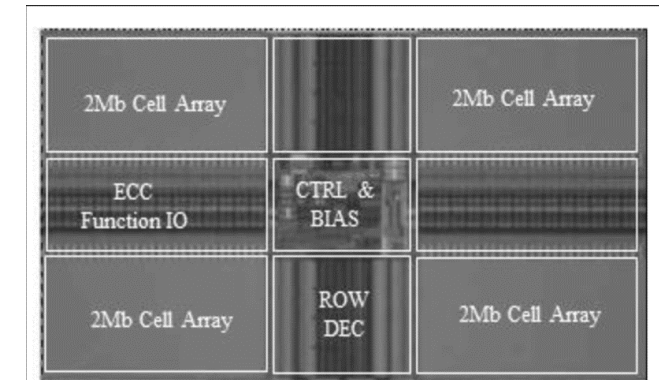 2Mb Cell Array
2Mb Cell Array
ECC
Function IO
CTRL &
BIAS
2Mb Cell Array
ROW
DEC
2Mb Cell Array